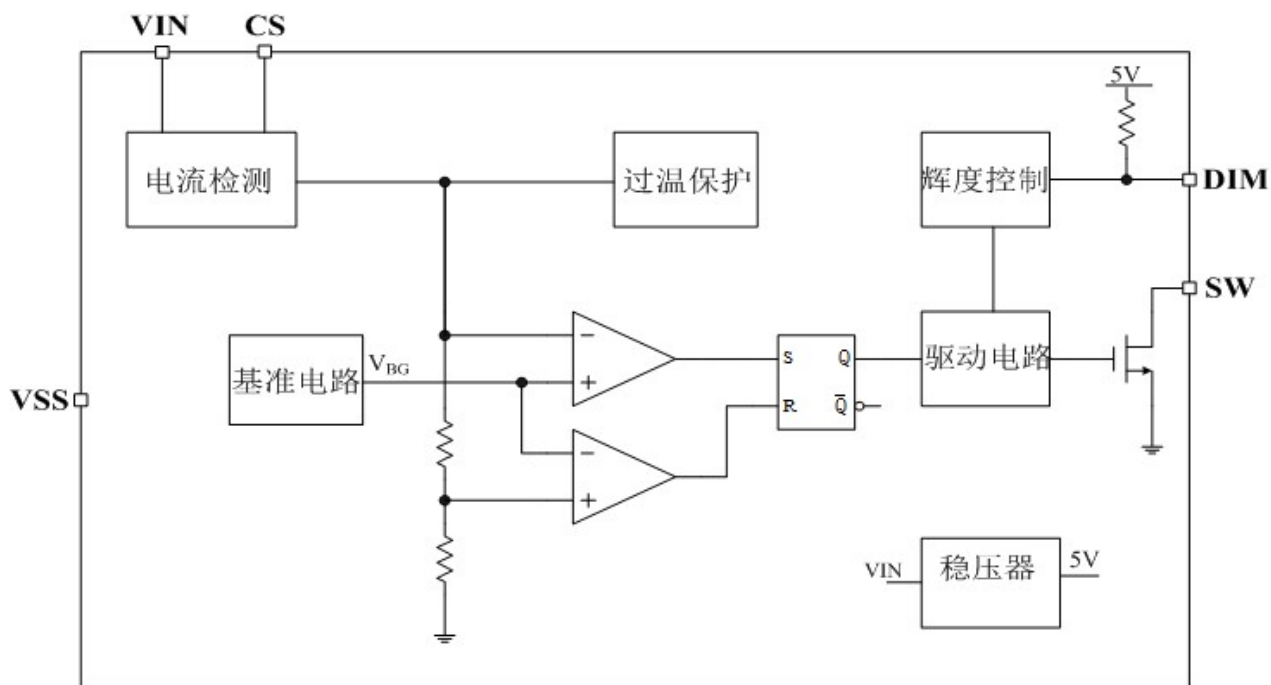 VIN
CS
5V
电流检测
过温保护
辉度控制
DIM
SW
基准电路
V_BG
S
Q
驱动电路
VSS
R
Q̅
−
+
−
+
VIN
稳压器
5V